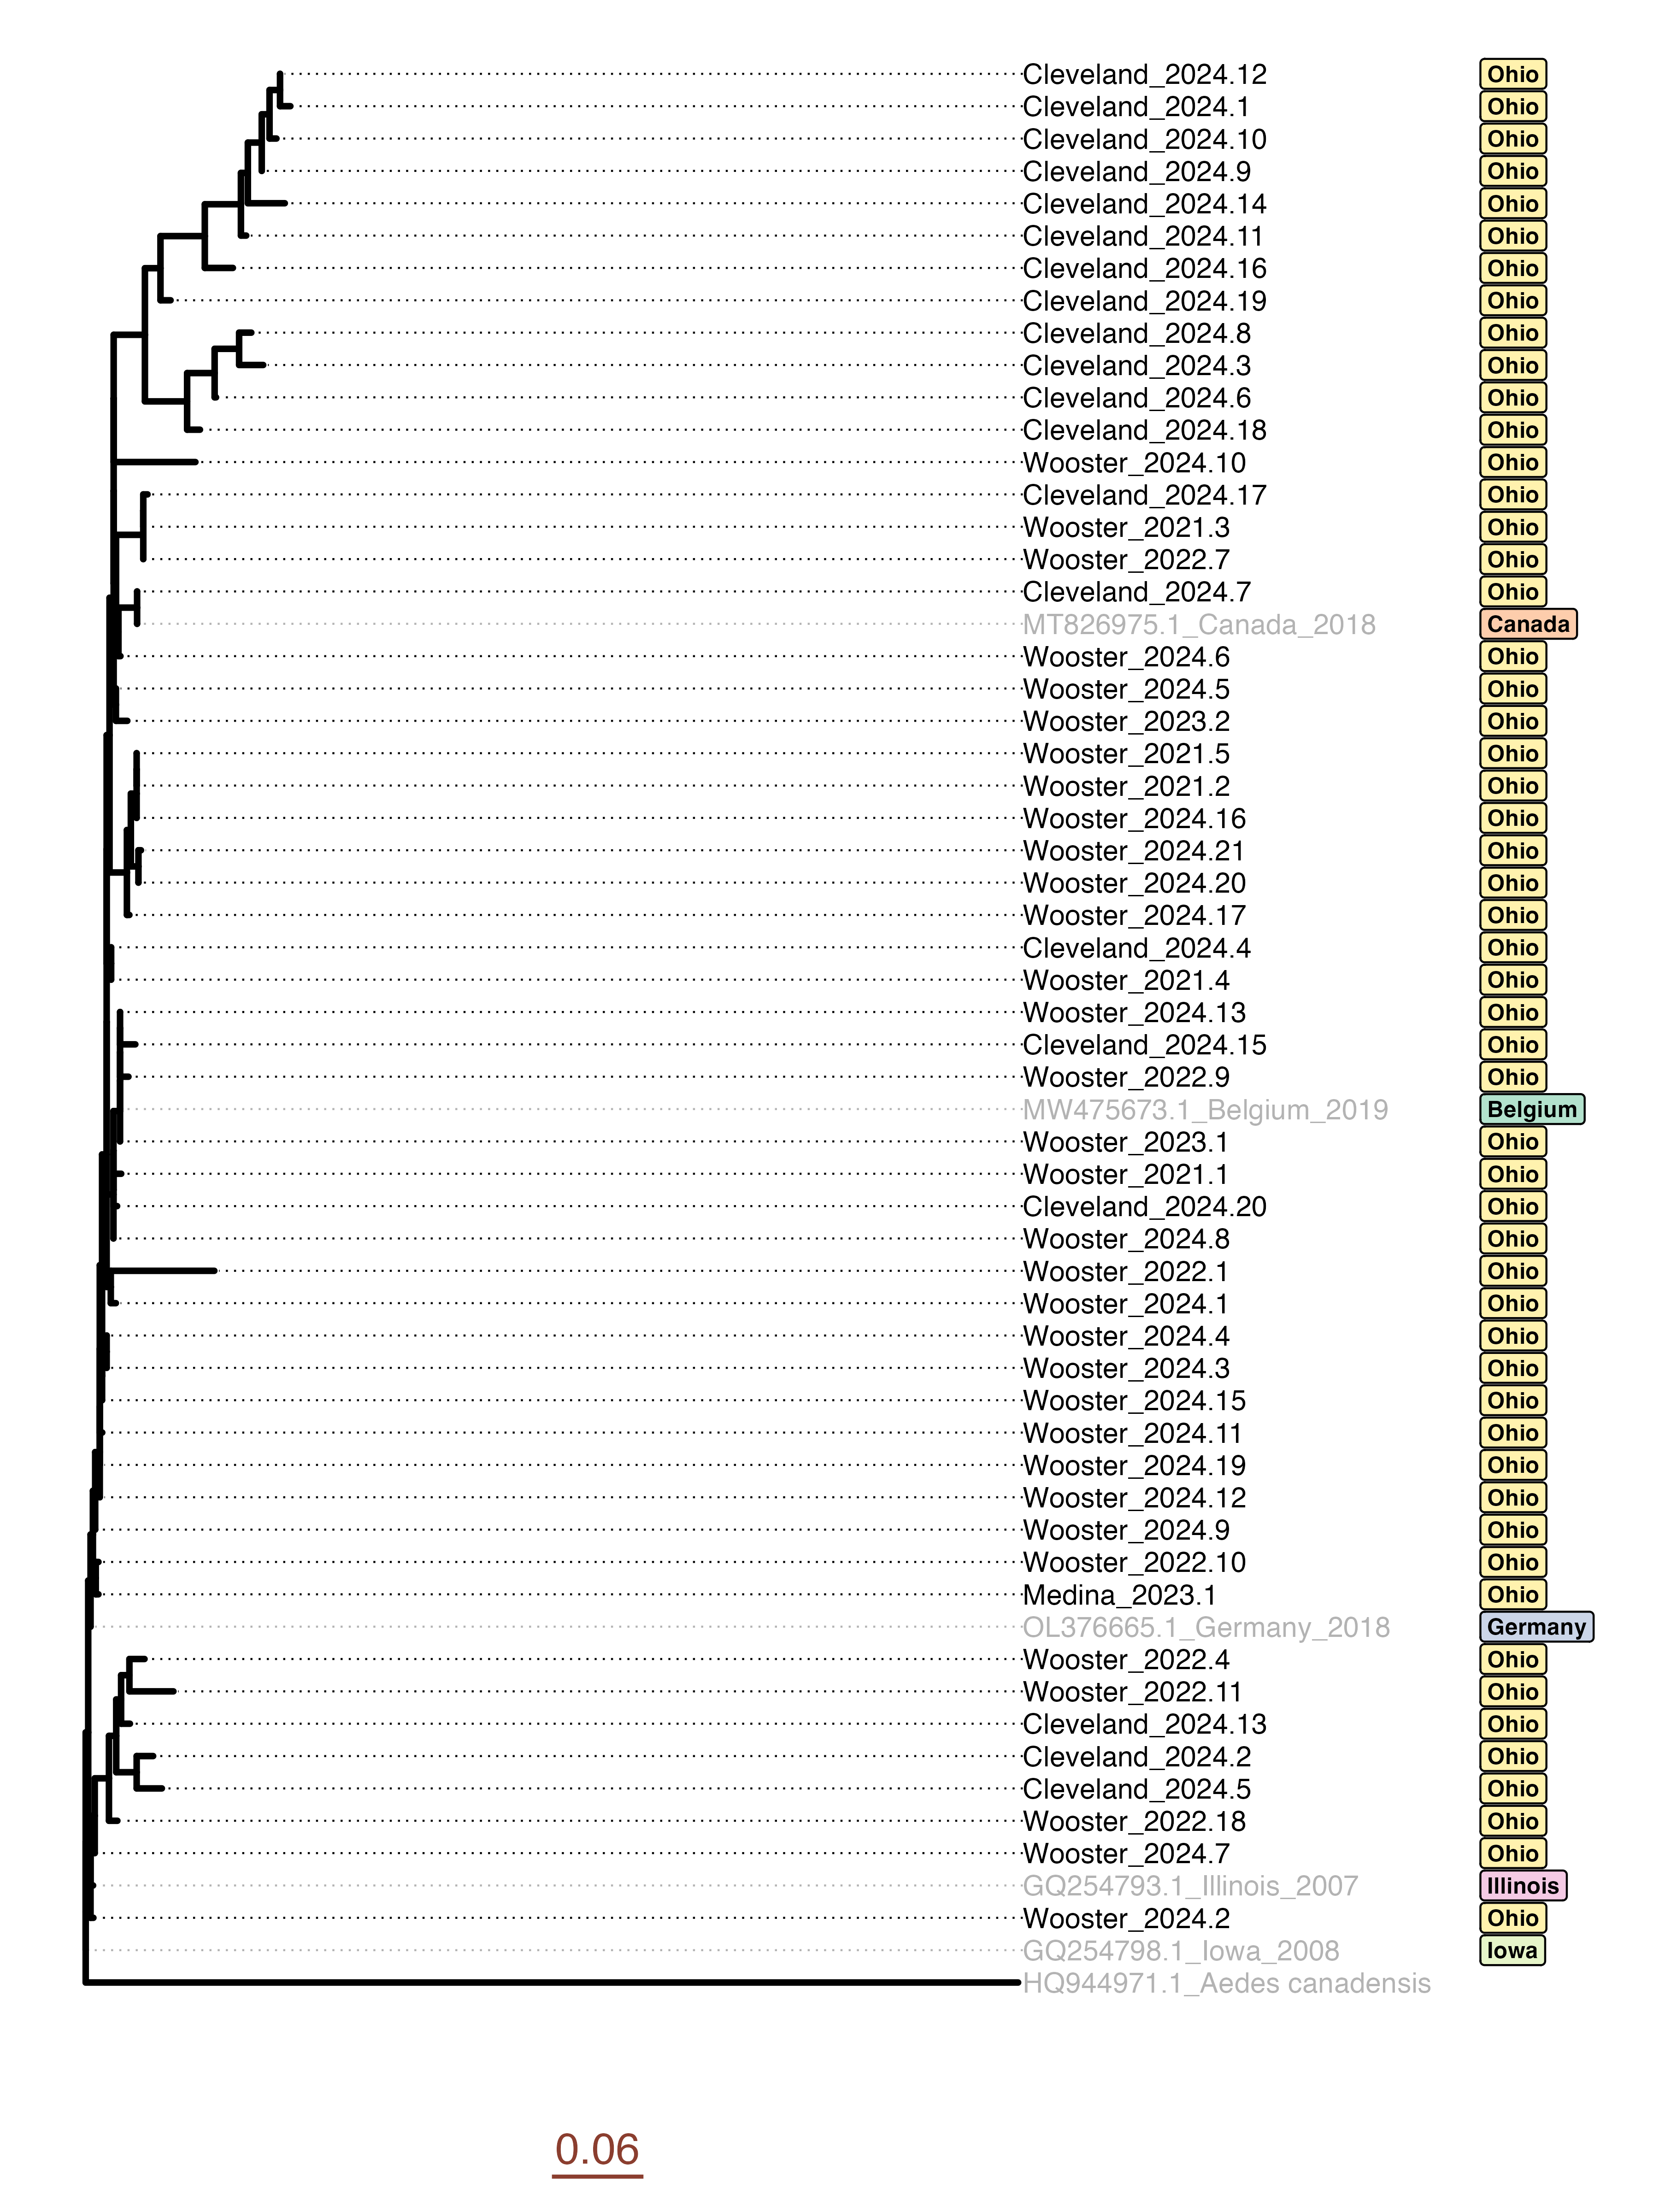 Cleveland_2024.12 Ohio
Cleveland_2024.1 Ohio
Cleveland_2024.10 Ohio
Cleveland_2024.9 Ohio
Cleveland_2024.14 Ohio
Cleveland_2024.11 Ohio
Cleveland_2024.16 Ohio
Cleveland_2024.19 Ohio
Cleveland_2024.8 Ohio
Cleveland_2024.3 Ohio
Cleveland_2024.6 Ohio
Cleveland_2024.18 Ohio
Wooster_2024.10 Ohio
Cleveland_2024.17 Ohio
Wooster_2021.3 Ohio
Wooster_2022.7 Ohio
Cleveland_2024.7 Ohio
MT826975.1_Canada_2018 Canada
Wooster_2024.6 Ohio
Wooster_2024.5 Ohio
Wooster_2023.2 Ohio
Wooster_2021.5 Ohio
Wooster_2021.2 Ohio
Wooster_2024.16 Ohio
Wooster_2024.21 Ohio
Wooster_2024.20 Ohio
Wooster_2024.17 Ohio
Cleveland_2024.4 Ohio
Wooster_2021.4 Ohio
Wooster_2024.13 Ohio
Cleveland_2024.15 Ohio
Wooster_2022.9 Ohio
MW475673.1_Belgium_2019 Belgium
Wooster_2023.1 Ohio
Wooster_2021.1 Ohio
Cleveland_2024.20 Ohio
Wooster_2024.8 Ohio
Wooster_2022.1 Ohio
Wooster_2024.1 Ohio
Wooster_2024.4 Ohio
Wooster_2024.3 Ohio
Wooster_2024.15 Ohio
Wooster_2024.11 Ohio
Wooster_2024.19 Ohio
Wooster_2024.12 Ohio
Wooster_2024.9 Ohio
Wooster_2022.10 Ohio
Medina_2023.1 Ohio
OL376665.1_Germany_2018 Germany
Wooster_2022.4 Ohio
Wooster_2022.11 Ohio
Cleveland_2024.13 Ohio
Cleveland_2024.2 Ohio
Cleveland_2024.5 Ohio
Wooster_2022.18 Ohio
Wooster_2024.7 Ohio
GQ254793.1_Illinois_2007 Illinois
Wooster_2024.2 Ohio
GQ254798.1_Iowa_2008 Iowa
HQ944971.1_Aedes canadensis
0.06